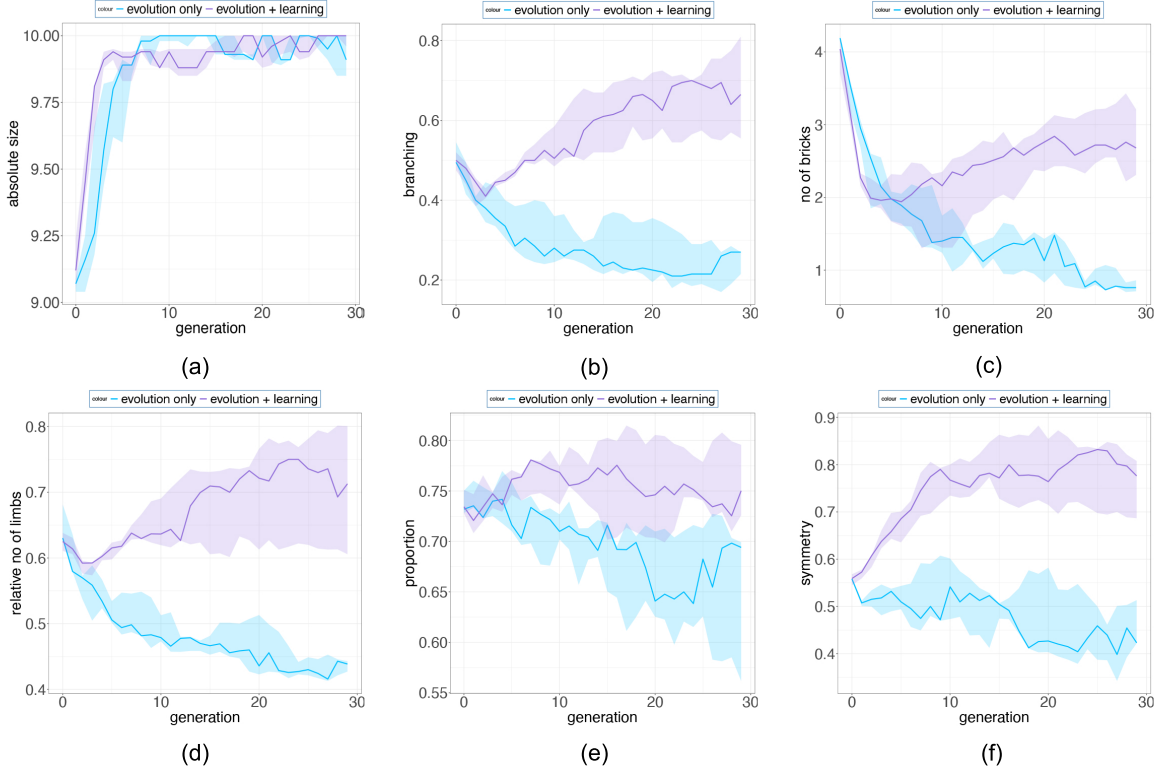 colour evolution only evolution + learning
absolute size
10.00
9.75
9.50
9.25
9.00
0 10 20 30
generation
(a)
colour evolution only evolution + learning
branching
0.8
0.6
0.4
0.2
0 10 20 30
generation
(b)
colour evolution only evolution + learning
no of bricks
4
3
2
1
0 10 20 30
generation
(c)
colour evolution only evolution + learning
relative no of limbs
0.8
0.7
0.6
0.5
0.4
0 10 20 30
generation
(d)
colour evolution only evolution + learning
proportion
0.80
0.75
0.70
0.65
0.60
0.55
0 10 20 30
generation
(e)
colour evolution only evolution + learning
symmetry
0.9
0.8
0.7
0.6
0.5
0.4
0 10 20 30
generation
(f)